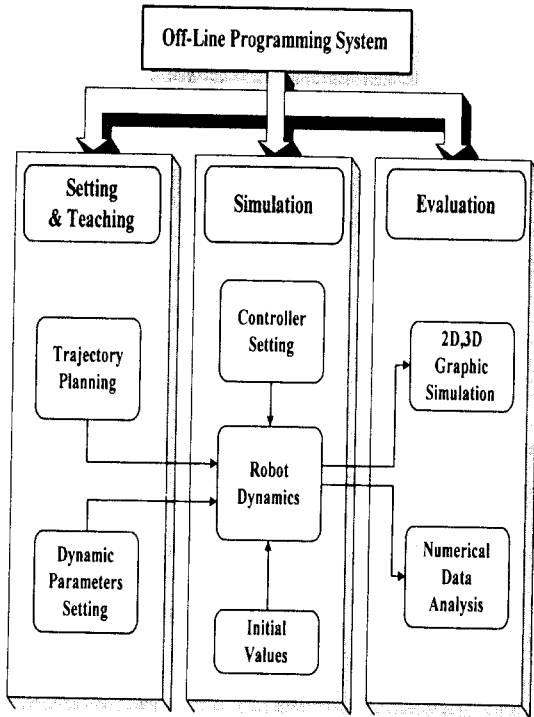 Off-Line Programming System
Setting
& Teaching
Trajectory
Planning
Dynamic
Parameters
Setting
Simulation
Controller
Setting
Robot
Dynamics
Initial
Values
Evaluation
2D,3D
Graphic
Simulation
Numerical
Data
Analysis